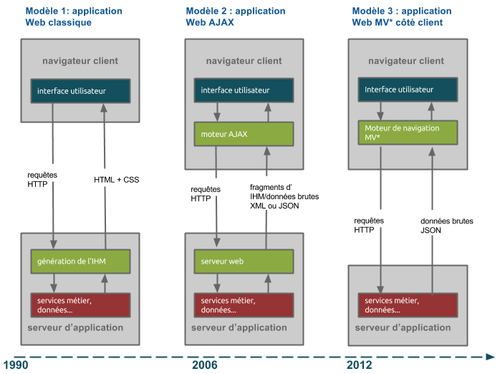 Modèle 1: application
Web classique
navigateur client
interface utilisateur
requêtes
HTTP
HTML + CSS
génération de l'IHM
services métier,
données...
serveur d'application
1990
Modèle 2 : application
Web AJAX
navigateur client
interface utilisateur
moteur AJAX
requêtes
HTTP
fragments d'
IHM/données brutes
XML ou JSON
serveur web
services métier,
données...
serveur d'application
2006
Modèle 3 : application
Web MV* côté client
navigateur client
Interface utilisateur
Moteur de navigation
MV*
requêtes
HTTP
données brutes
JSON
services métier,
données...
serveur d'application
2012